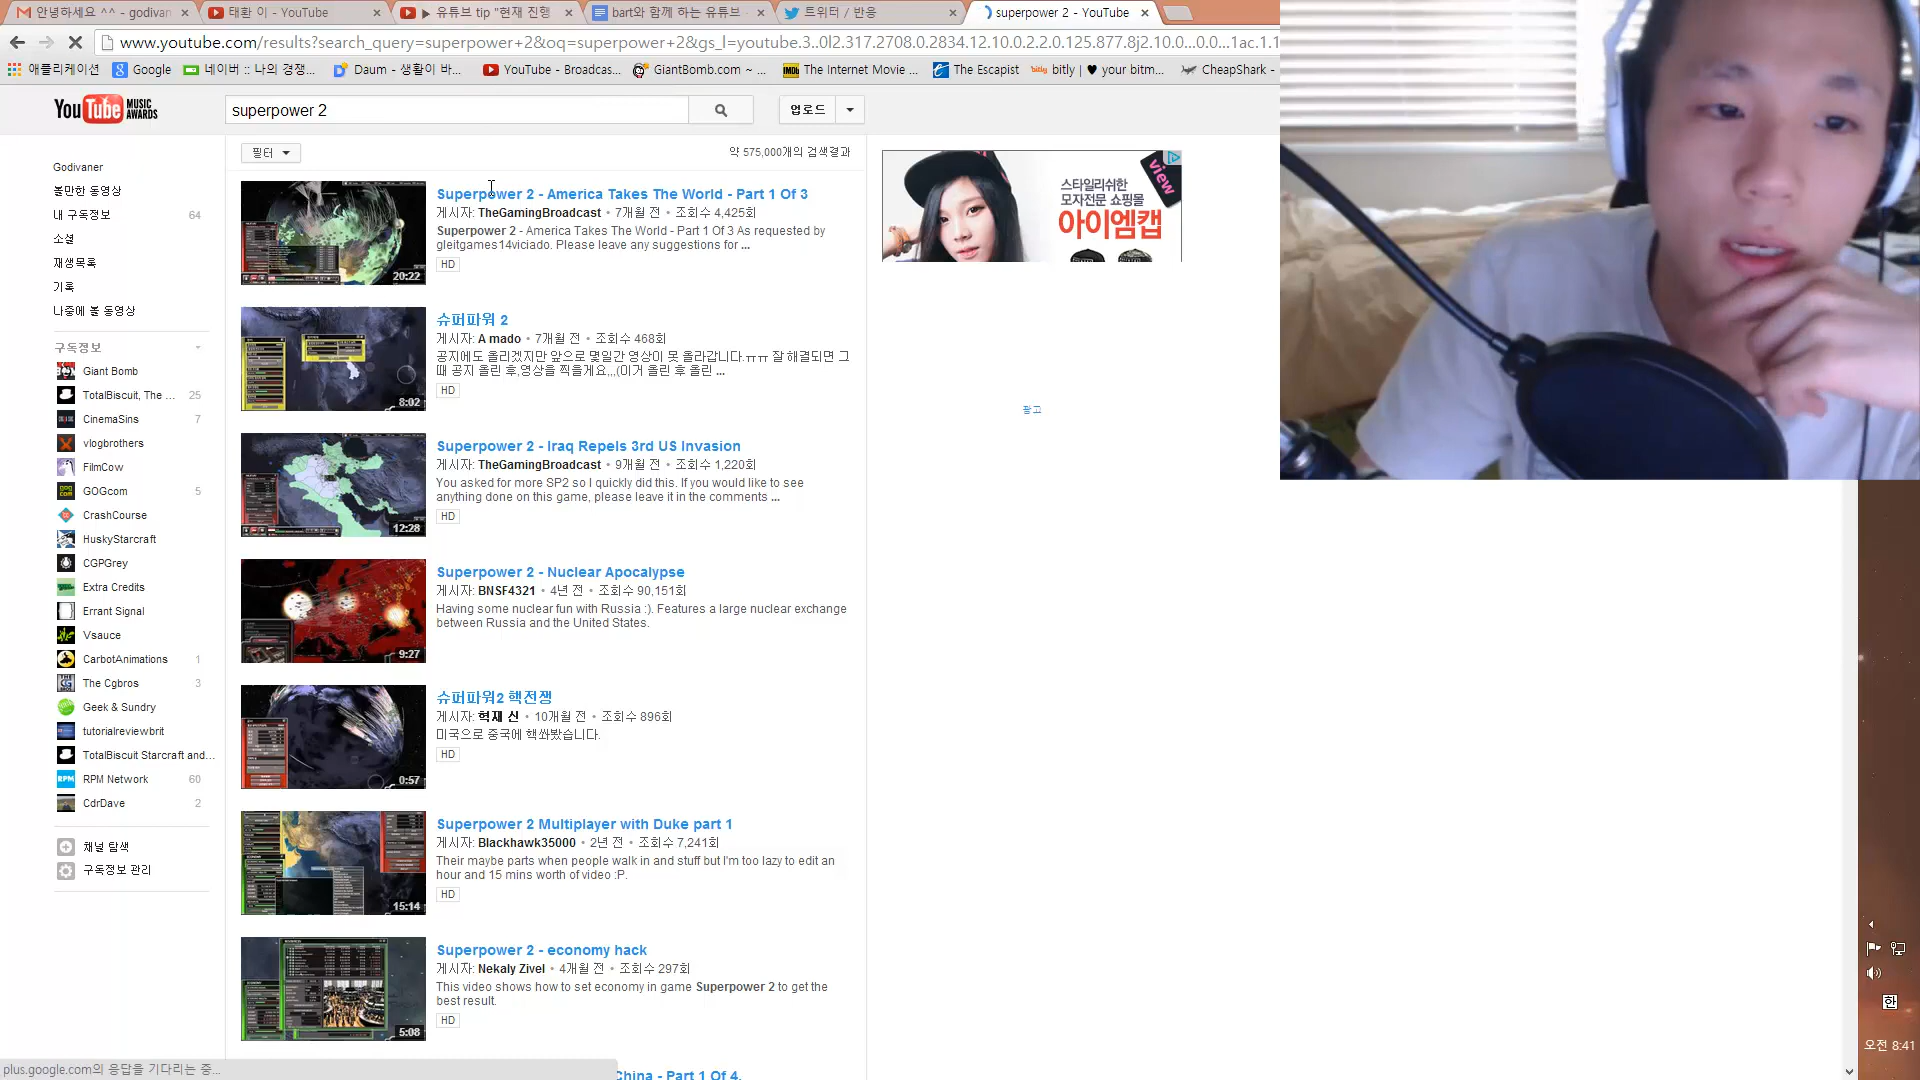 안녕하세요 ^^ - godivan
태환 이 - YouTube
▶ 유튜브 tip "현재 진행
bart와 함께 하는 유튜브
트위터 / 반응
superpower 2 - YouTube
www.youtube.com/results?search_query=superpower+2&oq=superpower+2&gs_l=youtube.3..0l2.317.2708.0.2834.12.10.0.2.2.0.125.877.8j2.10.0...0.0...1ac.1.1
애플리케이션
Google
네이버 :: 나의 경쟁...
Daum - 생활이 바...
YouTube - Broadcas...
GiantBomb.com ~ ...
The Internet Movie ...
The Escapist
bitly | ♥ your bitm...
CheapShark -
YouTube MUSIC AWARDS
superpower 2
업로드
필터
약 575,000개의 검색결과
Godivaner
볼만한 동영상
내 구독정보 64
소셜
재생목록
기록
나중에 볼 동영상
구독정보
Giant Bomb
TotalBiscuit, The ... 25
CinemaSins 7
vlogbrothers
FilmCow
GOGcom 5
CrashCourse
HuskyStarcraft
CGPGrey
Extra Credits
Errant Signal
Vsauce
CarbotAnimations 1
The Cgbros 3
Geek & Sundry
tutorialreviewbrit
TotalBiscuit Starcraft and...
RPM Network 60
CdrDave 2
채널 탐색
구독정보 관리
Superpower 2 - America Takes The World - Part 1 Of 3
게시자: TheGamingBroadcast • 7개월 전 • 조회수 4,425회
Superpower 2 - America Takes The World - Part 1 Of 3 As requested by
gleitgames14viciado. Please leave any suggestions for ...
HD
20:22
슈퍼파워 2
게시자: A mado • 7개월 전 • 조회수 468회
공지에도 올리겠지만 앞으로 몇일간 영상이 못 올라갑니다.ㅠㅠ 잘 해결되면 그
때 공지 올린 후,영상을 찍을게요,,,(이거 올린 후 올린 ...
HD
8:02
Superpower 2 - Iraq Repels 3rd US Invasion
게시자: TheGamingBroadcast • 9개월 전 • 조회수 1,220회
You asked for more SP2 so I quickly did this. If you would like to see
anything done on this game, please leave it in the comments ...
HD
12:28
Superpower 2 - Nuclear Apocalypse
게시자: BNSF4321 • 4년 전 • 조회수 90,151회
Having some nuclear fun with Russia :). Features a large nuclear exchange
between Russia and the United States.
9:27
슈퍼파워2 핵전쟁
게시자: 혁재 신 • 10개월 전 • 조회수 896회
미국으로 중국에 핵쏴봤습니다.
HD
0:57
Superpower 2 Multiplayer with Duke part 1
게시자: Blackhawk35000 • 2년 전 • 조회수 7,241회
Their maybe parts when people walk in and stuff but I'm too lazy to edit an
hour and 15 mins worth of video :P.
HD
15:14
Superpower 2 - economy hack
게시자: Nekaly Zivel • 4개월 전 • 조회수 297회
This video shows how to set economy in game Superpower 2 to get the
best result.
HD
5:08
China - Part 1 Of 4.
스타일리쉬한
모자전문 쇼핑몰
아이엠캡
view
광고
plus.google.com의 응답을 기다리는 중...
한
오전 8:41